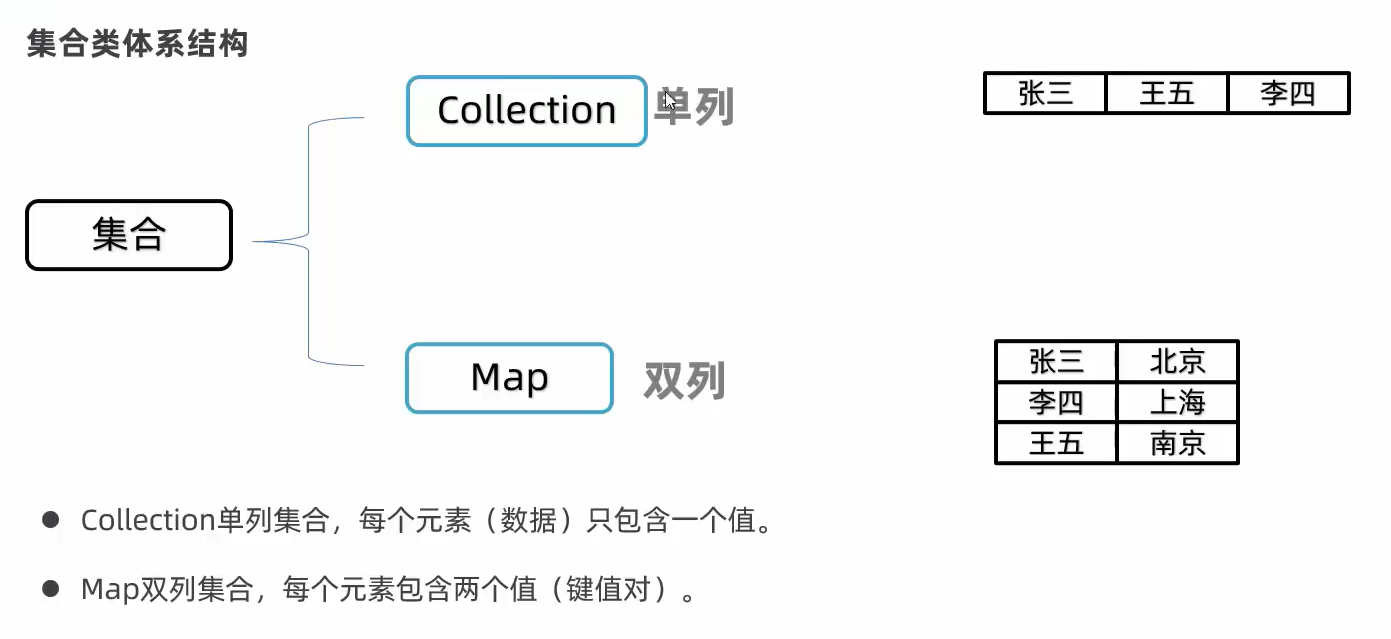 集合类体系结构
Collection 单列
张三 王五 李四
集合
Map 双列
张三 北京
李四 上海
王五 南京
● Collection单列集合，每个元素（数据）只包含一个值。
● Map双列集合，每个元素包含两个值（键值对）。